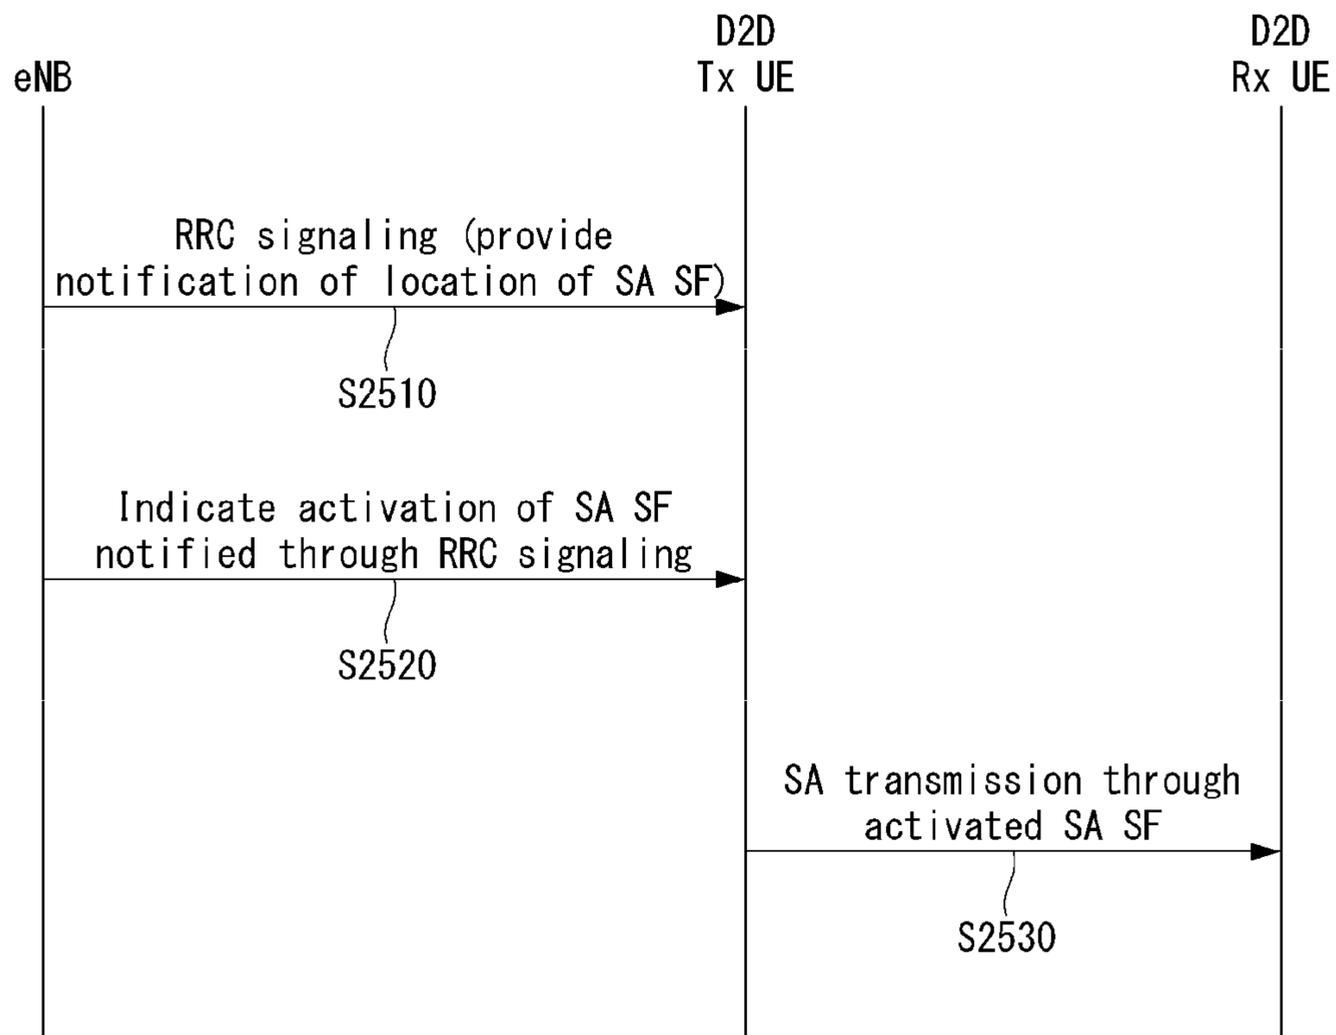 eNB
D2D
Tx UE
D2D
Rx UE
RRC signaling (provide
notification of location of SA SF)
S2510
Indicate activation of SA SF
notified through RRC signaling
S2520
SA transmission through
activated SA SF
S2530